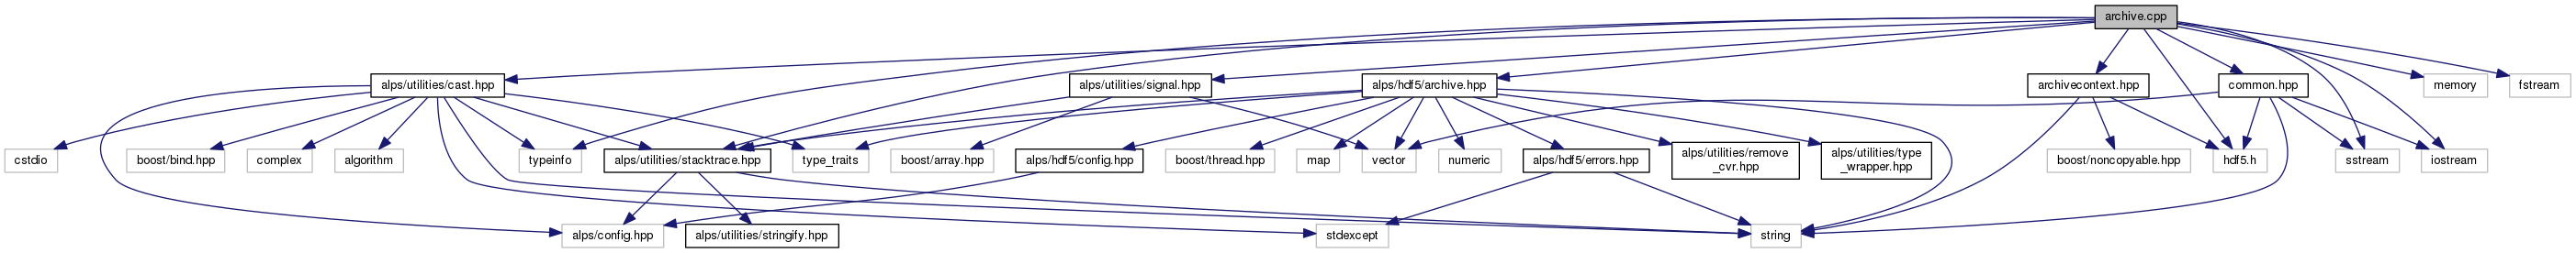 archive.cpp
alps/utilities/cast.hpp
alps/utilities/signal.hpp
alps/hdf5/archive.hpp
archivecontext.hpp
common.hpp
memory
fstream
cstdio
boost/bind.hpp
complex
algorithm
typeinfo
alps/utilities/stacktrace.hpp
type_traits
boost/array.hpp
alps/hdf5/config.hpp
boost/thread.hpp
map
vector
numeric
alps/hdf5/errors.hpp
alps/utilities/remove
_cvr.hpp
alps/utilities/type
_wrapper.hpp
boost/noncopyable.hpp
hdf5.h
sstream
iostream
alps/config.hpp
alps/utilities/stringify.hpp
stdexcept
string